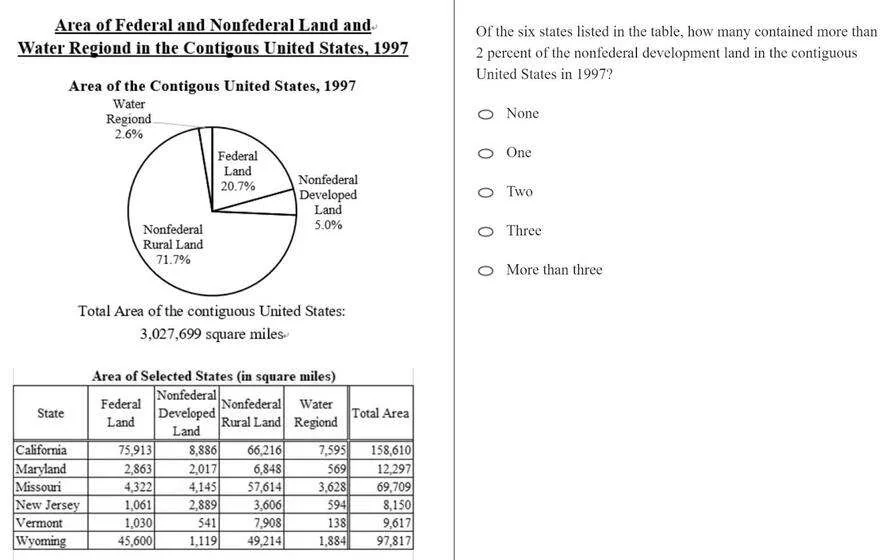 Area of Federal and Nonfederal Land and
Water Regiond in the Contigous United States, 1997
Area of the Contigous United States, 1997
Water
Regiond
2.6%
Federal
Land
20.7%
Nonfederal
Developed
Land
5.0%
Nonfederal
Rural Land
71.7%
Total Area of the contiguous United States:
3,027,699 square miles
Area of Selected States (in square miles)
State Federal Land Nonfederal Developed Land Nonfederal Rural Land Water Regiond Total Area
California 75,913 8,886 66,216 7,595 158,610
Maryland 2,863 2,017 6,848 569 12,297
Missouri 4,322 4,145 57,614 3,628 69,709
New Jersey 1,061 2,889 3,606 594 8,150
Vermont 1,030 541 7,908 138 9,617
Wyoming 45,600 1,119 49,214 1,884 97,817
Of the six states listed in the table, how many contained more than
2 percent of the nonfederal development land in the contiguous
United States in 1997?
None
One
Two
Three
More than three